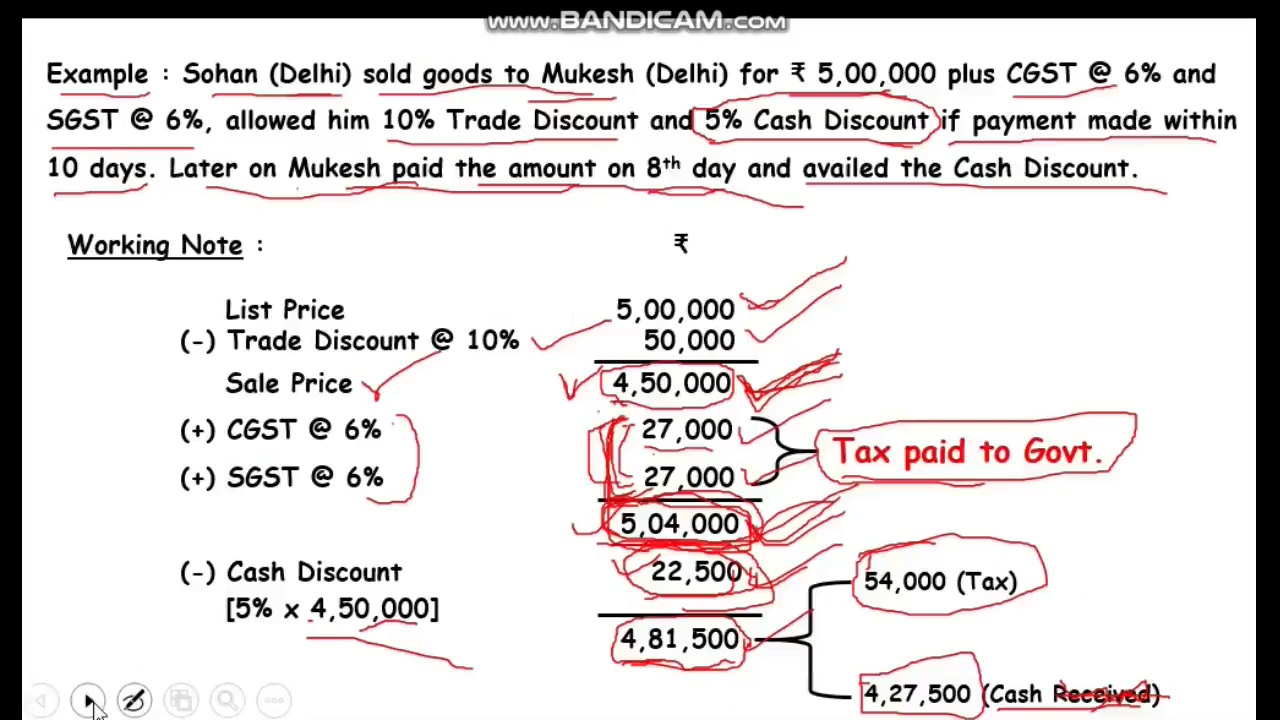 www.BANDICAM.com
Example : Sohan (Delhi) sold goods to Mukesh (Delhi) for ₹ 5,00,000 plus CGST @ 6% and
SGST @ 6%, allowed him 10% Trade Discount and 5% Cash Discount if payment made within
10 days. Later on Mukesh paid the amount on 8th day and availed the Cash Discount.
Working Note : ₹
List Price 5,00,000
(-) Trade Discount @ 10% 50,000
Sale Price 4,50,000
(+) CGST @ 6% 27,000
Tax paid to Govt.
(+) SGST @ 6% 27,000
5,04,000
(-) Cash Discount 22,500
54,000 (Tax)
[5% x 4,50,000]
4,81,500
4,27,500 (Cash Received)